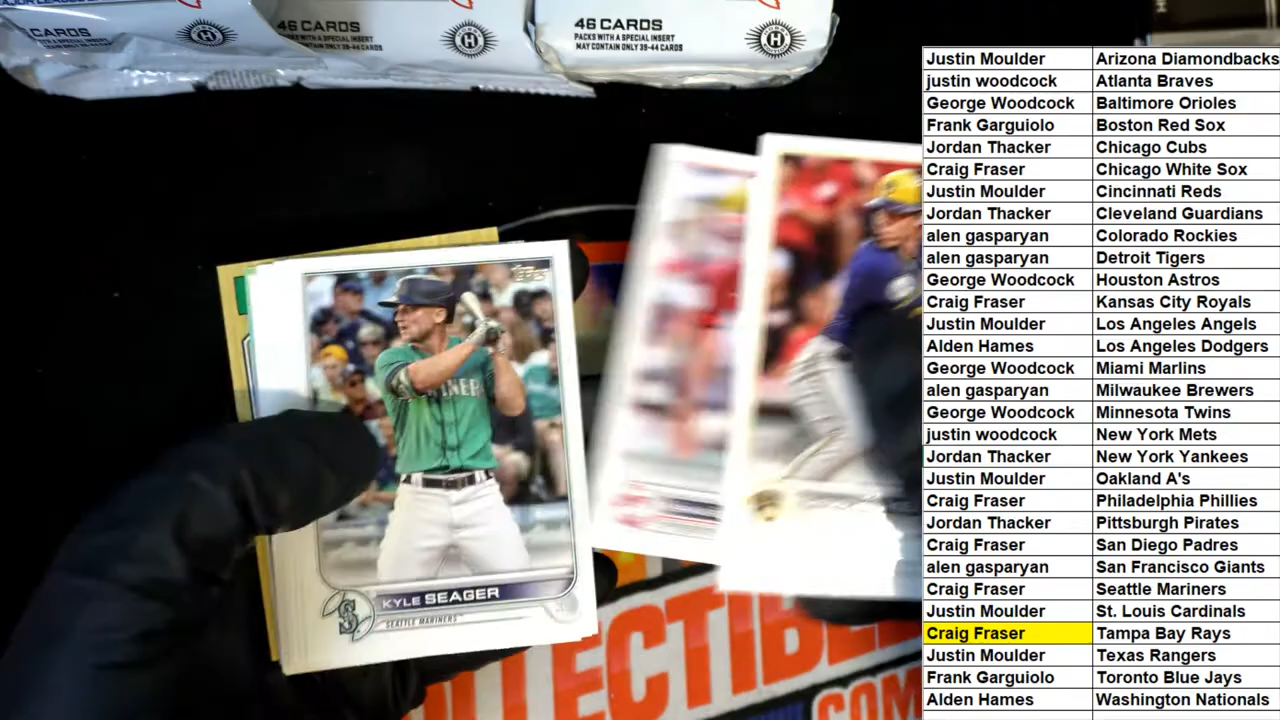 CARDS
46 CARDS
PACKS WITH A SPECIAL INSERT
MAY CONTAIN ONLY 39-44 CARDS
46 CARDS
PACKS WITH A SPECIAL INSERT
MAY CONTAIN ONLY 39-44 CARDS
Topps
KYLE SEAGER
SEATTLE MARINERS
LLECTIBLE
.COM
Justin Moulder Arizona Diamondbacks
justin woodcock Atlanta Braves
George Woodcock Baltimore Orioles
Frank Garguiolo Boston Red Sox
Jordan Thacker Chicago Cubs
Craig Fraser Chicago White Sox
Justin Moulder Cincinnati Reds
Jordan Thacker Cleveland Guardians
alen gasparyan Colorado Rockies
alen gasparyan Detroit Tigers
George Woodcock Houston Astros
Craig Fraser Kansas City Royals
Justin Moulder Los Angeles Angels
Alden Hames Los Angeles Dodgers
George Woodcock Miami Marlins
alen gasparyan Milwaukee Brewers
George Woodcock Minnesota Twins
justin woodcock New York Mets
Jordan Thacker New York Yankees
Justin Moulder Oakland A's
Craig Fraser Philadelphia Phillies
Jordan Thacker Pittsburgh Pirates
Craig Fraser San Diego Padres
alen gasparyan San Francisco Giants
Craig Fraser Seattle Mariners
Justin Moulder St. Louis Cardinals
Craig Fraser Tampa Bay Rays
Justin Moulder Texas Rangers
Frank Garguiolo Toronto Blue Jays
Alden Hames Washington Nationals